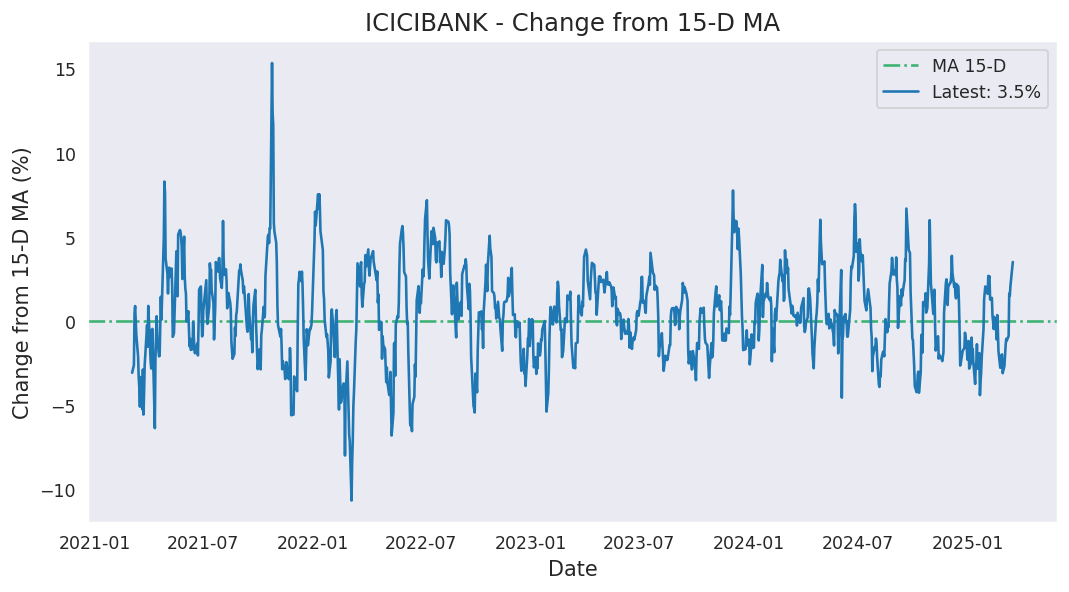 ICICIBANK - Change from 15-D MA
MA 15-D
Latest: 3.5%
Change from 15-D MA (%)
15
10
5
0
−5
−10
2021-01 2021-07 2022-01 2022-07 2023-01 2023-07 2024-01 2024-07 2025-01
Date